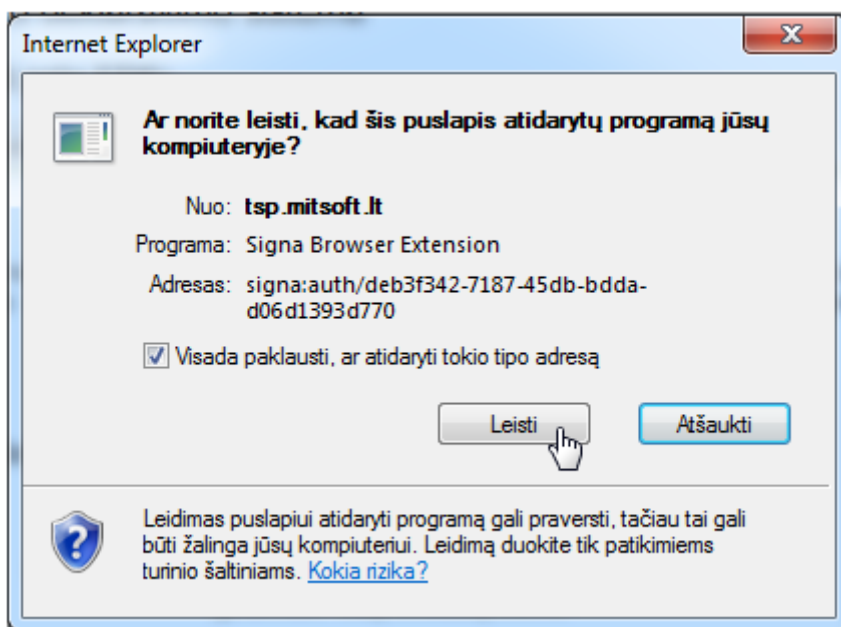 Internet Explorer
Ar norite leisti, kad šis puslapis atidarytų programą jūsų
kompiuteryje?
Nuo: tsp.mitsoft.lt
Programa: Signa Browser Extension
Adresas: signa:auth/deb3f342-7187-45db-bdda-
d06d1393d770
Visada paklausti, ar atidaryti tokio tipo adresą
Leisti
Atšaukti
Leidimas puslapiui atidaryti programą gali praversti, tačiau tai gali
būti žalinga jūsų kompiuteriui. Leidimą duokite tik patikimiems
turinio šaltiniams. Kokia rizika?